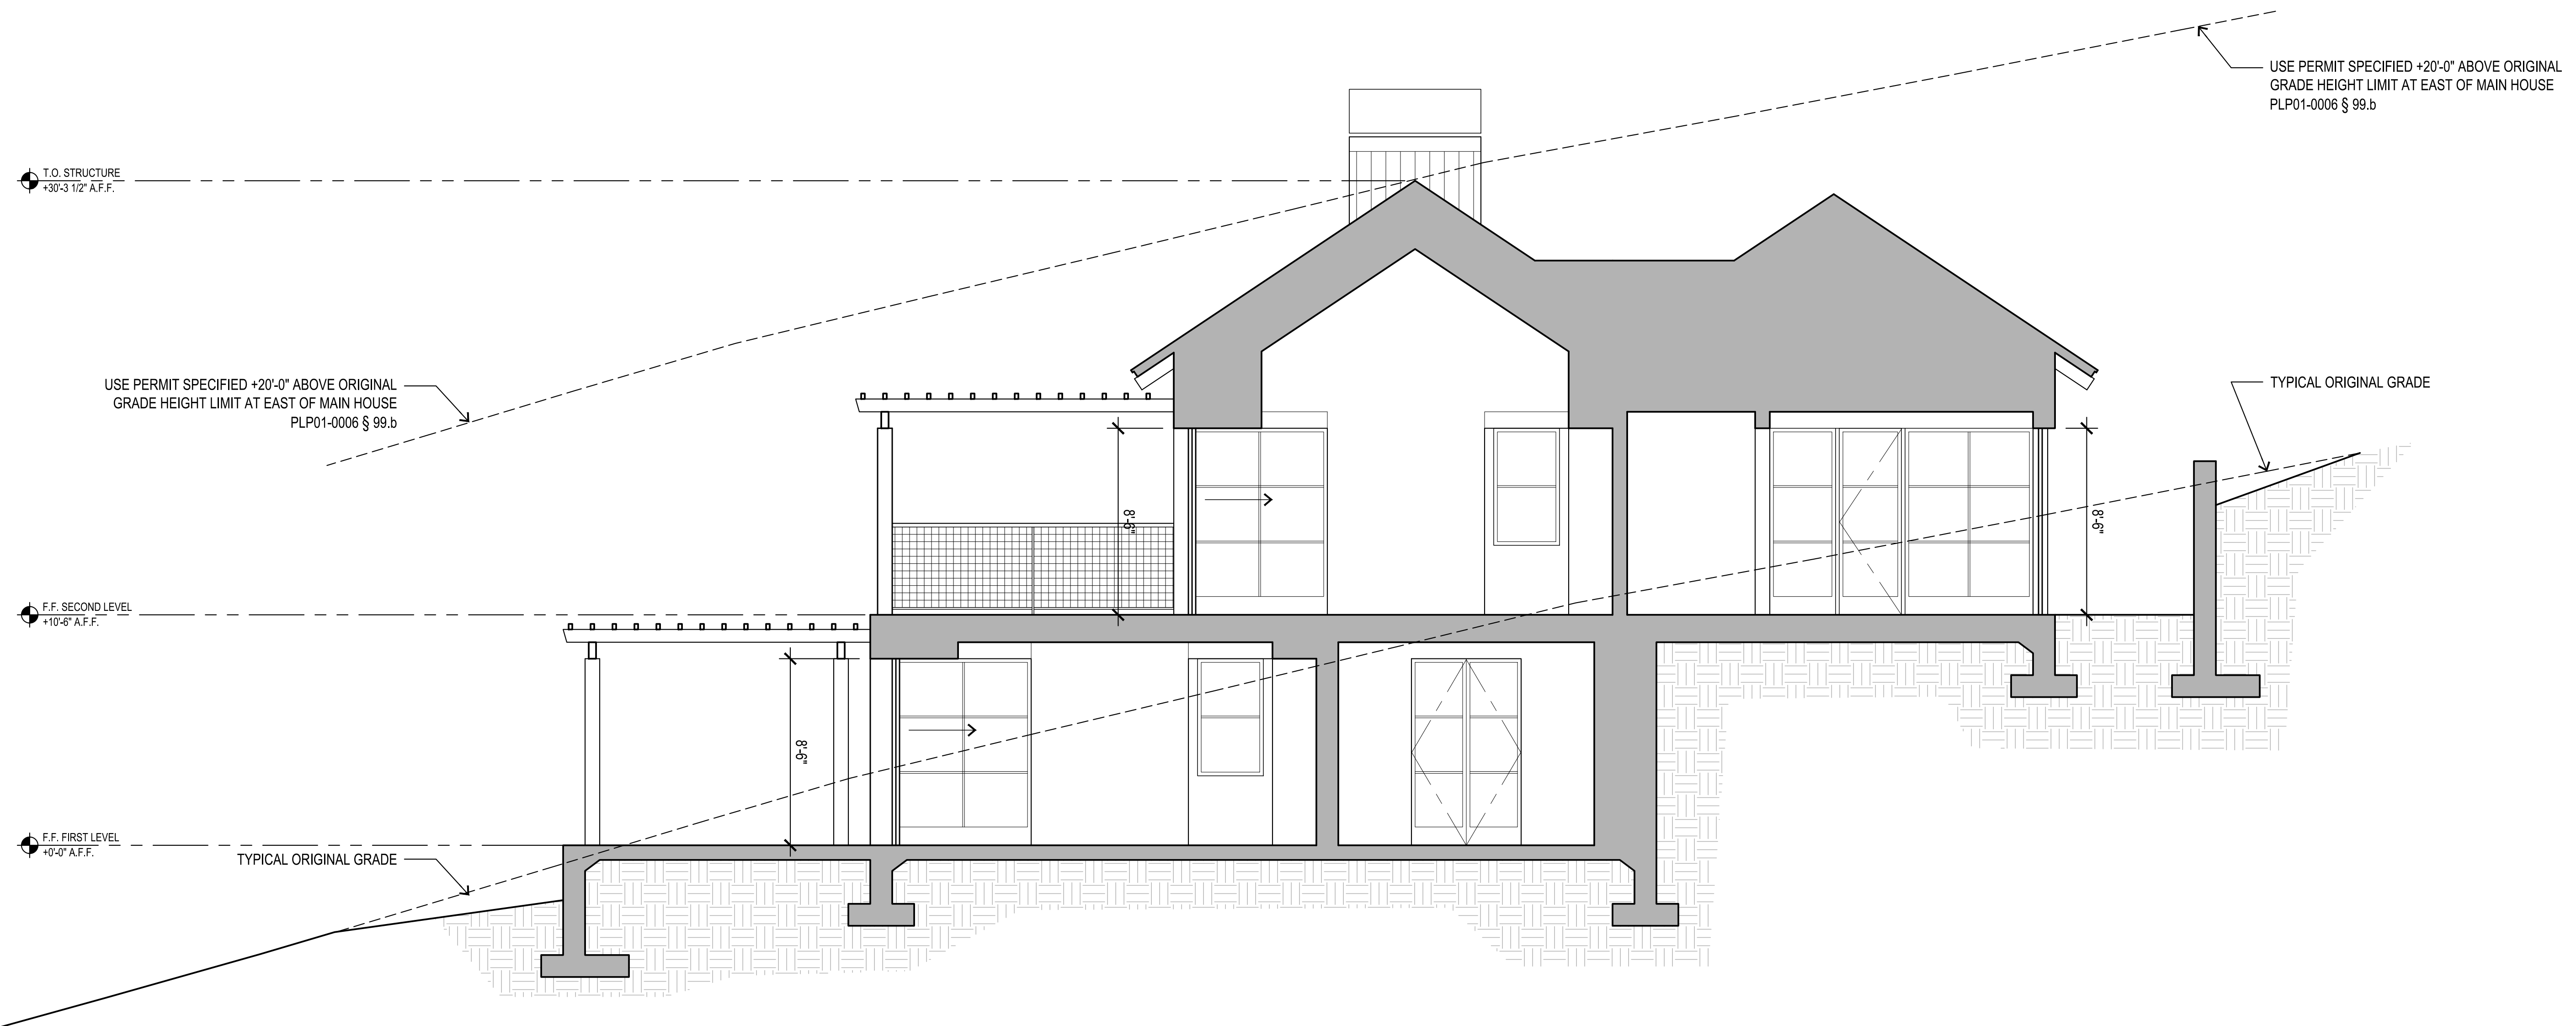 USE PERMIT SPECIFIED +20'-0" ABOVE ORIGINAL
GRADE HEIGHT LIMIT AT EAST OF MAIN HOUSE
PLP01-0006 § 99.b
T.O. STRUCTURE
+30'-3 1/2" A.F.F.
USE PERMIT SPECIFIED +20'-0" ABOVE ORIGINAL
GRADE HEIGHT LIMIT AT EAST OF MAIN HOUSE
PLP01-0006 § 99.b
TYPICAL ORIGINAL GRADE
8'-6"
8'-6"
F.F. SECOND LEVEL
+10'-6" A.F.F.
8'-6"
F.F. FIRST LEVEL
+0'-0" A.F.F.
TYPICAL ORIGINAL GRADE